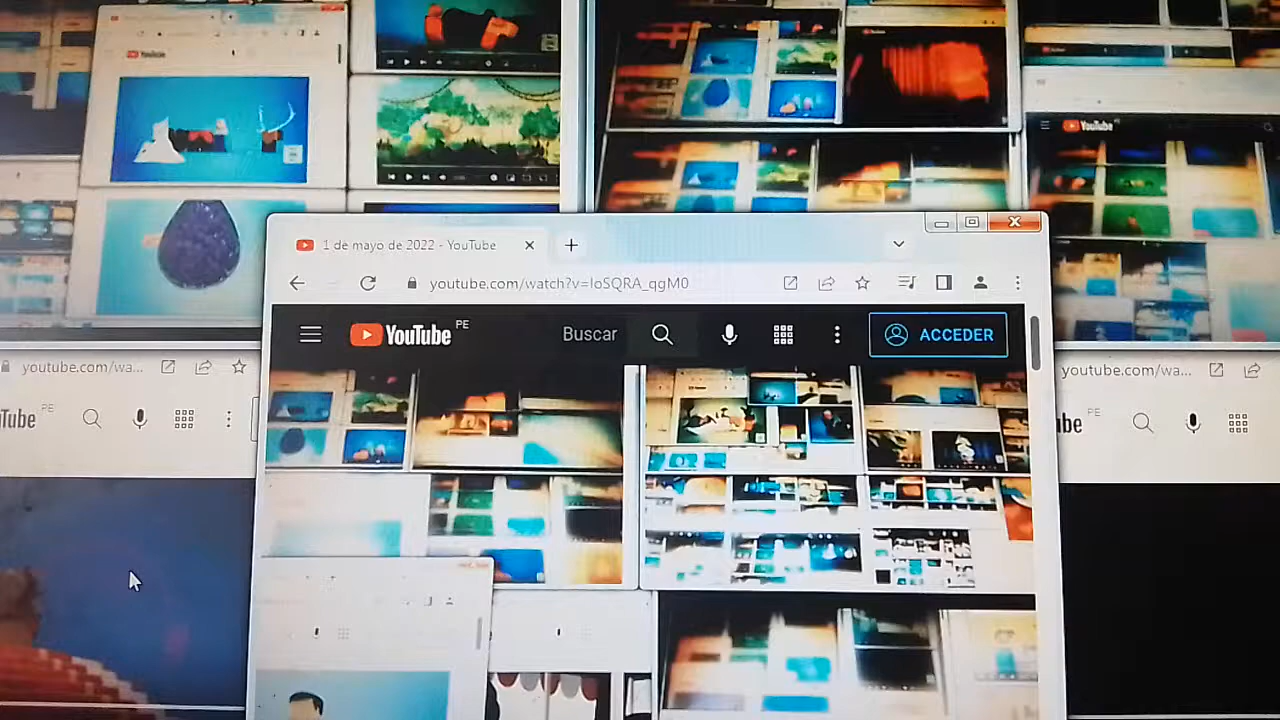 YouTube
YouTube
1 de mayo de 2022 - YouTube
youtube.com/watch?v=loSQRA_qgM0
YouTube PE
Buscar
ACCEDER
youtube.com/wa...
Tube PE
youtube.com/wa...
be PE